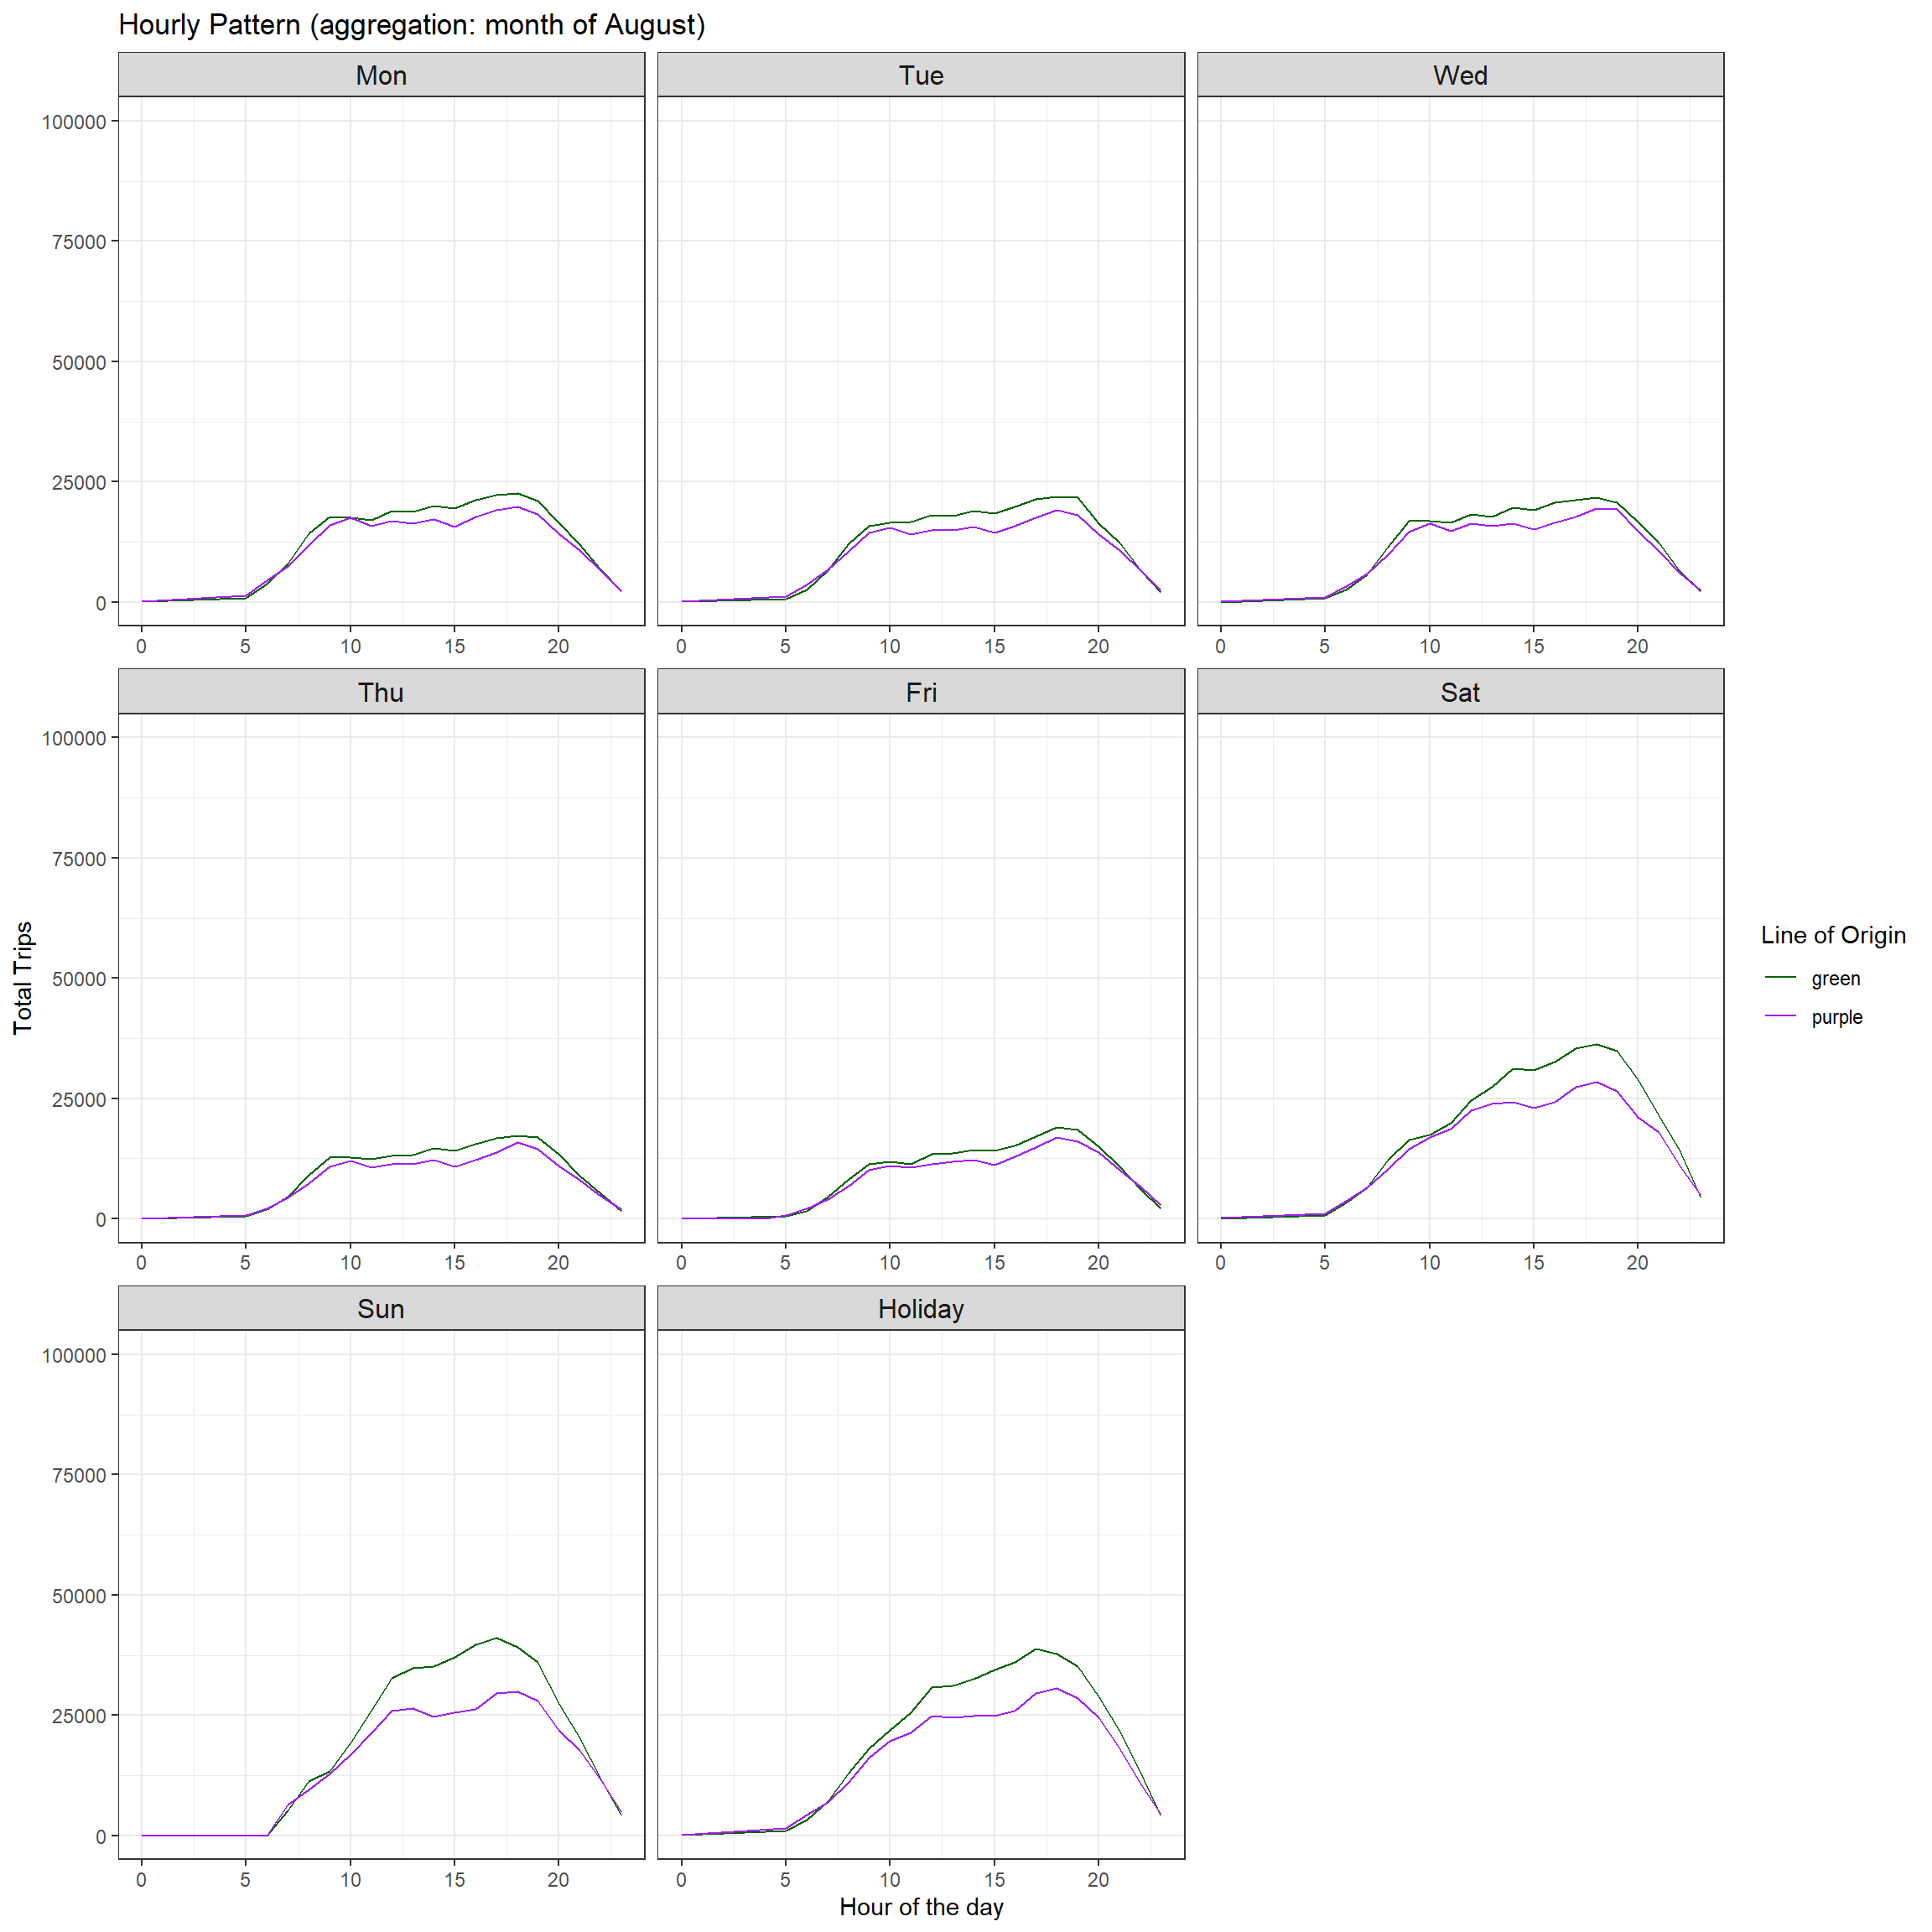 Hourly Pattern (aggregation: month of August)
Mon
Tue
Wed
100000
75000
50000
25000
0
0 5 10 15 20
0 5 10 15 20
0 5 10 15 20
Thu
Fri
Sat
100000
75000
50000
25000
0
0 5 10 15 20
0 5 10 15 20
0 5 10 15 20
Sun
Holiday
100000
75000
50000
25000
0
0 5 10 15 20
0 5 10 15 20
Total Trips
Hour of the day
Line of Origin
green
purple